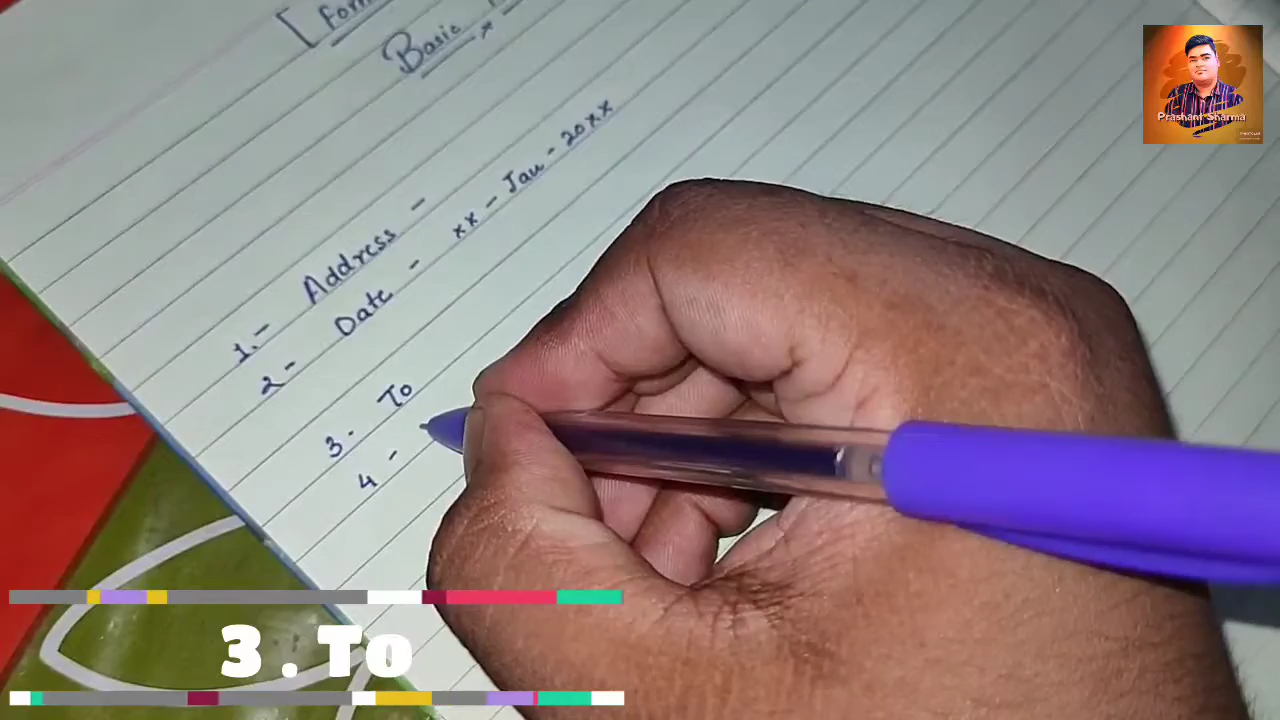 Basic
1.- Address -
2 - Date - xx - Jan - 20xx
3 - To
4 -
3 . To
Prashant Sharma